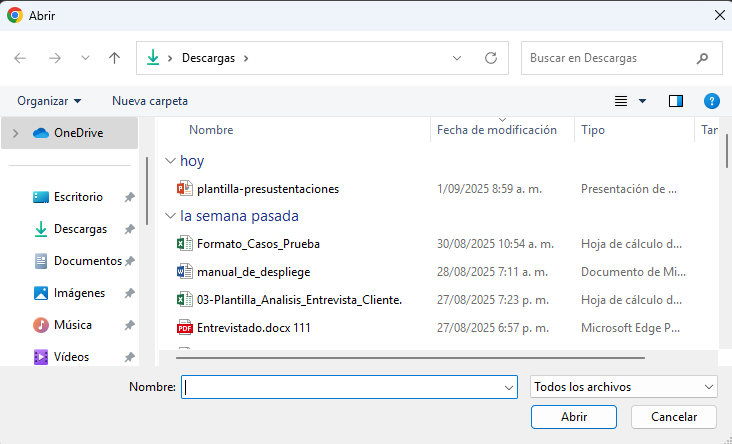 Abrir
Descargas
Buscar en Descargas
Organizar
Nueva carpeta
OneDrive
Escritorio
Descargas
Documentos
Imágenes
Música
Vídeos
Nombre Fecha de modificación Tipo Tar
hoy
plantilla-presustentaciones 1/09/2025 8:59 a. m. Presentación de ...
la semana pasada
Formato_Casos_Prueba 30/08/2025 10:54 a. m. Hoja de cálculo d...
manual_de_despliege 28/08/2025 7:11 a. m. Documento de Mi...
03-Plantilla_Analisis_Entrevista_Cliente. 27/08/2025 7:23 p. m. Hoja de cálculo d...
Entrevistado.docx 111 27/08/2025 6:57 p. m. Microsoft Edge P...
Nombre:
Todos los archivos
Abrir
Cancelar